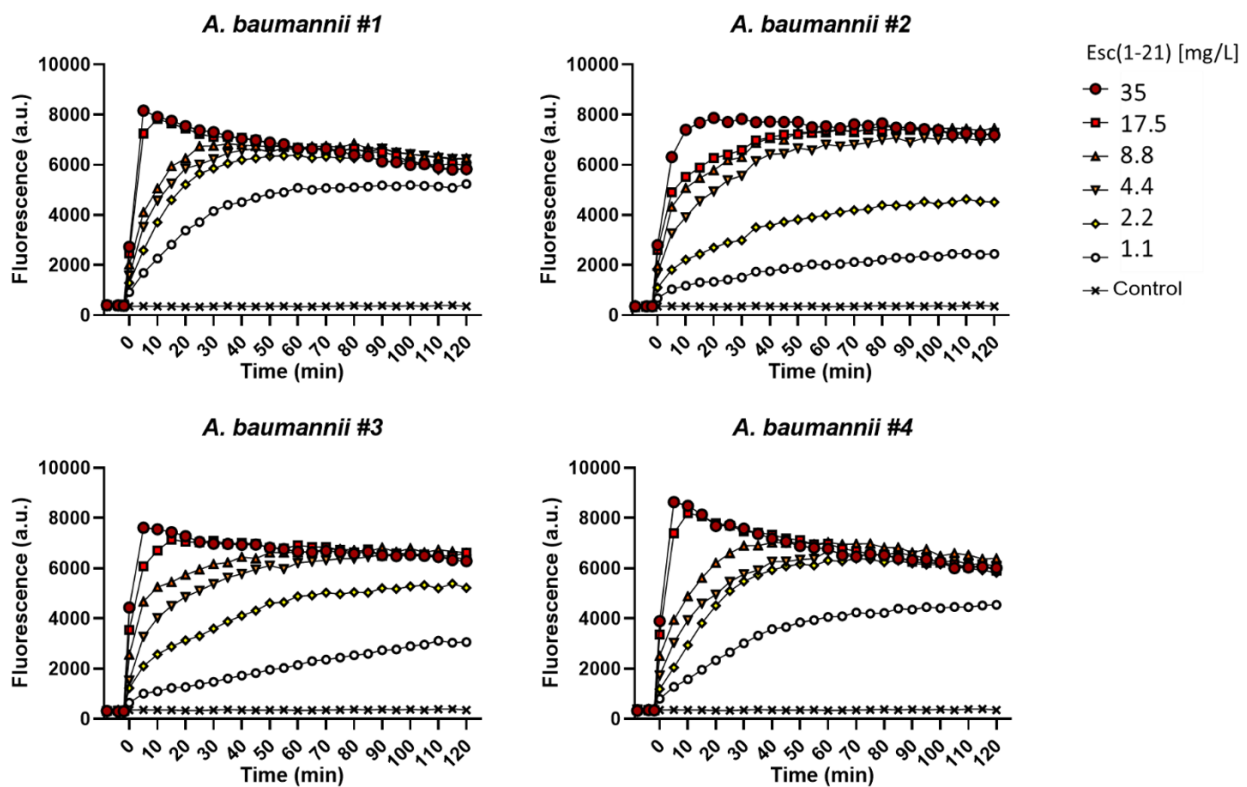 A. baumannii #1
10000
8000
6000
4000
2000
0
Fluorescence (a.u.)
0 10 20 30 40 50 60 70 80 90 100 110 120
Time (min)
A. baumannii #2
10000
8000
6000
4000
2000
0
Fluorescence (a.u.)
0 10 20 30 40 50 60 70 80 90 100 110 120
Time (min)
Esc(1-21) [mg/L]
35
17.5
8.8
4.4
2.2
1.1
Control
A. baumannii #3
10000
8000
6000
4000
2000
0
Fluorescence (a.u.)
0 10 20 30 40 50 60 70 80 90 100 110 120
Time (min)
A. baumannii #4
10000
8000
6000
4000
2000
0
Fluorescence (a.u.)
0 10 20 30 40 50 60 70 80 90 100 110 120
Time (min)